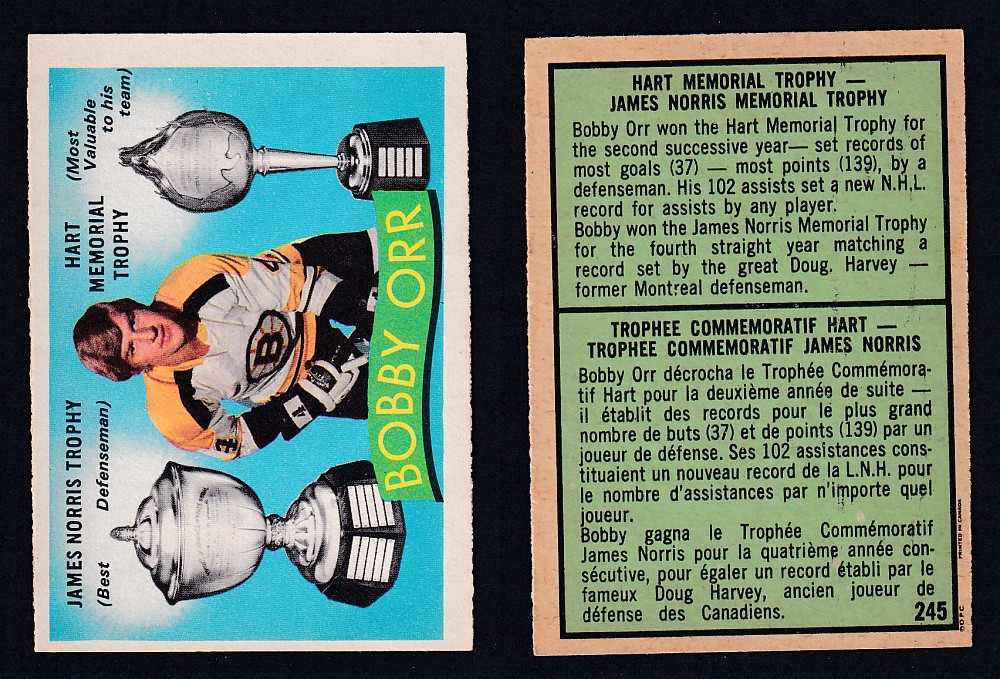 JAMES NORRIS TROPHY
(Best Defenseman)
HART
MEMORIAL
TROPHY
(Most
Valuable
to his
team)
B
4
BOBBY ORR
HART MEMORIAL TROPHY —
JAMES NORRIS MEMORIAL TROPHY
Bobby Orr won the Hart Memorial Trophy for
the second successive year— set records of
most goals (37) — most points (139), by a
defenseman. His 102 assists set a new N.H.L.
record for assists by any player.
Bobby won the James Norris Memorial Trophy
for the fourth straight year matching a
record set by the great Doug. Harvey —
former Montreal defenseman.
TROPHEE COMMEMORATIF HART —
TROPHEE COMMEMORATIF JAMES NORRIS
Bobby Orr décrocha le Trophée Commémora-
tif Hart pour la deuxième année de suite —
il établit des records pour le plus grand
nombre de buts (37) et de points (139) par un
joueur de défense. Ses 102 assistances cons-
tituaient un nouveau record de la L.N.H. pour
le nombre d'assistances par n'importe quel
joueur.
Bobby gagna le Trophée Commémoratif
James Norris pour la quatrième année con-
sécutive, pour égaler un record établi par le
fameux Doug Harvey, ancien joueur de
défense des Canadiens.
245
© O.P.C. PRINTED IN CANADA